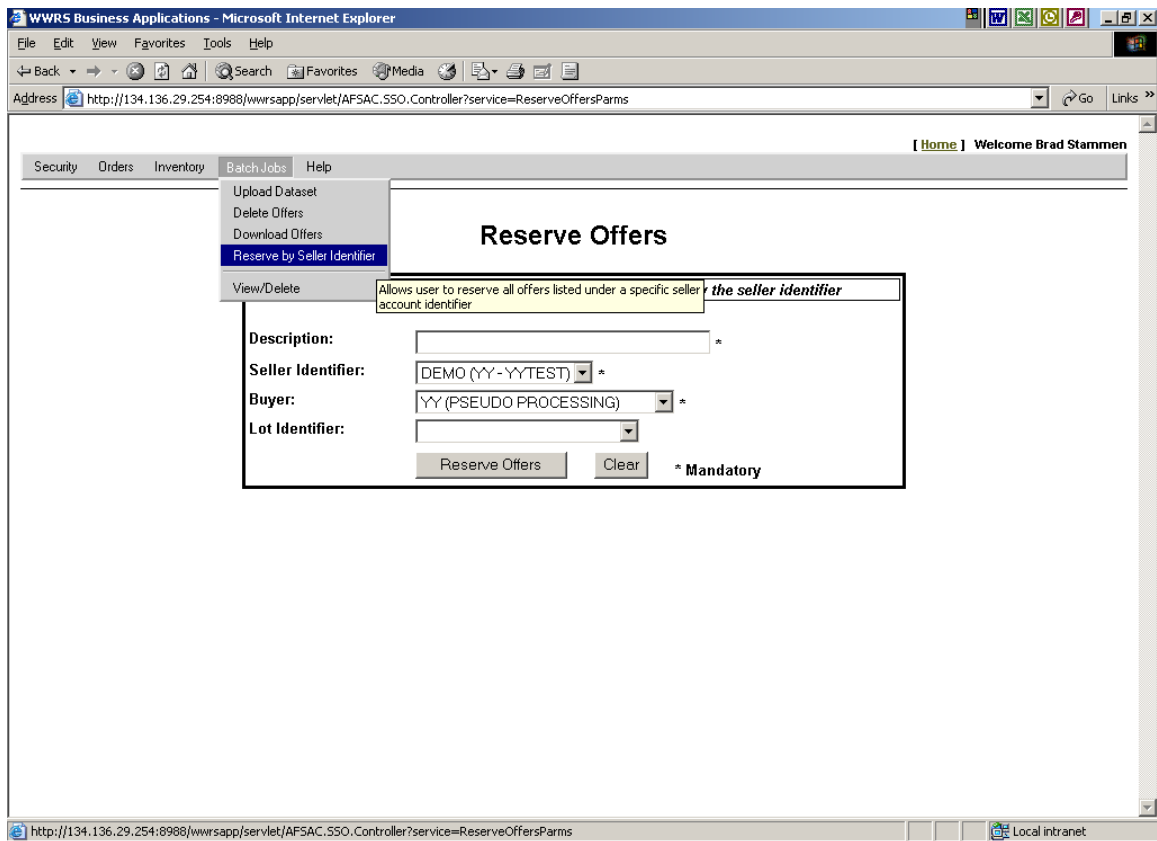 WWRS Business Applications - Microsoft Internet Explorer
File Edit View Favorites Tools Help
Back Search Favorites Media
Address http://134.136.29.254:8988/wwrsapp/servlet/AFSAC.SSO.Controller?service=ReserveOffersParms Go Links »
[ Home ] Welcome Brad Stammen
Security Orders Inventory Batch Jobs Help
Upload Dataset
Delete Offers
Download Offers
Reserve by Seller Identifier
View/Delete
Reserve Offers
the seller identifier
Allows user to reserve all offers listed under a specific seller
account identifier
Description: *
Seller Identifier: DEMO (YY - YYTEST) *
Buyer: YY (PSEUDO PROCESSING) *
Lot Identifier:
Reserve Offers Clear * Mandatory
http://134.136.29.254:8988/wwrsapp/servlet/AFSAC.SSO.Controller?service=ReserveOffersParms Local intranet